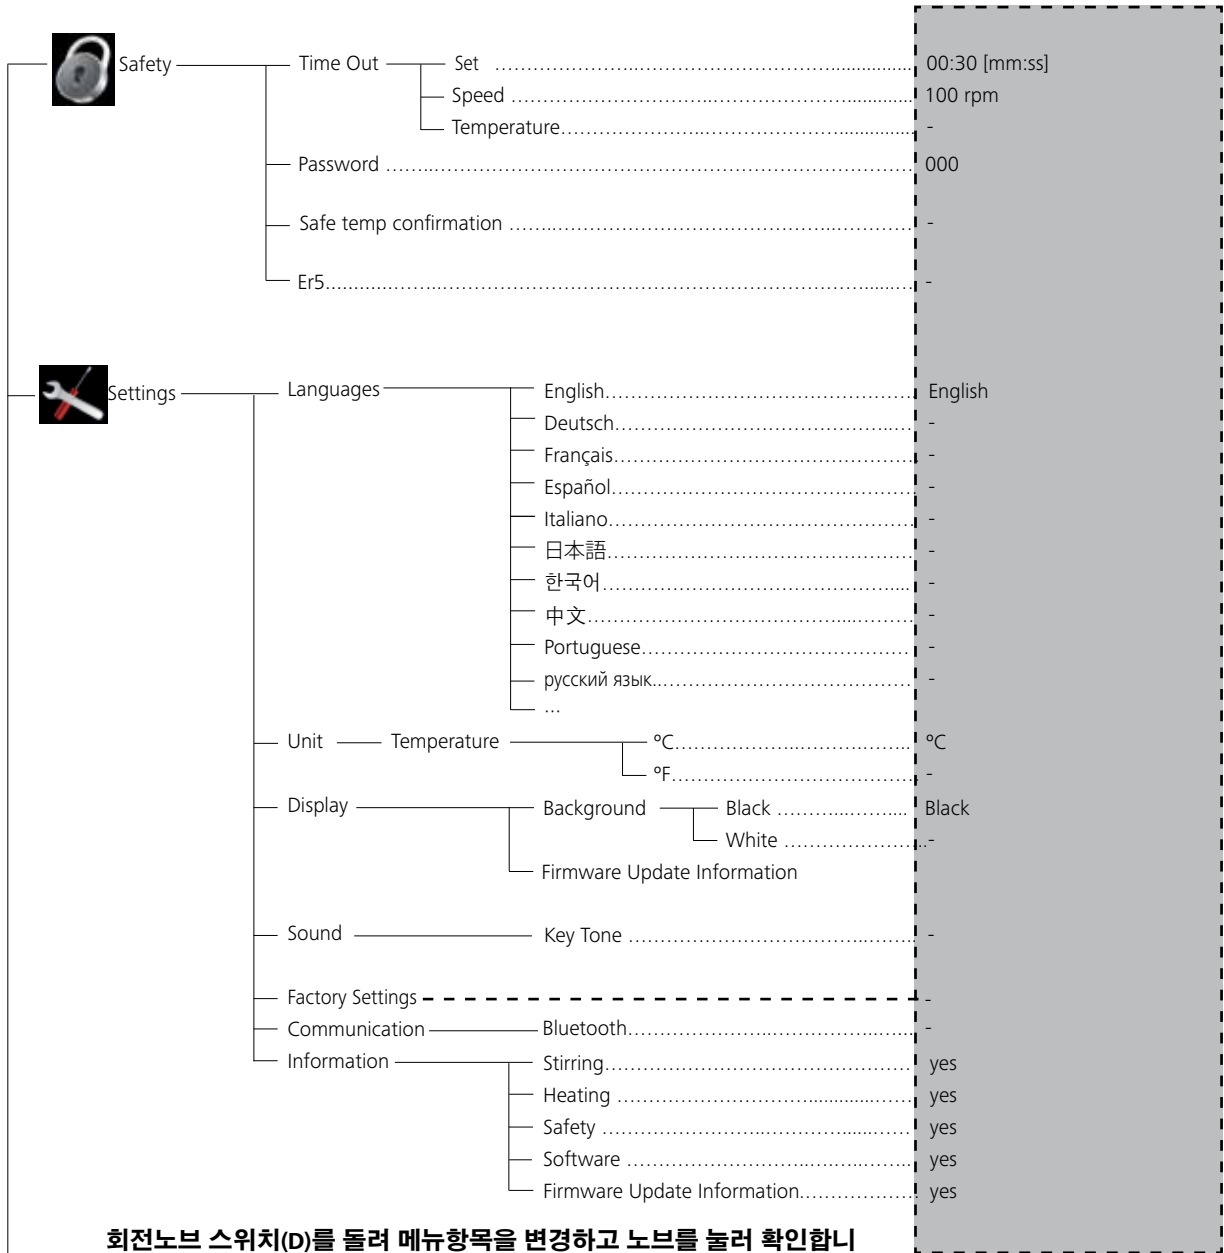 Safety Time Out Set 00:30 [mm:ss]
Speed 100 rpm
Temperature -
Password 000
Safe temp confirmation -
Er5 -
Settings Languages English English
Deutsch -
Français -
Español -
Italiano -
日本語 -
한국어 -
中文 -
Portuguese -
русский язык -
...
Unit Temperature ºC ºC
ºF -
Display Background Black Black
White -
Firmware Update Information
Sound Key Tone -
Factory Settings -
Communication Bluetooth -
Information Stirring yes
Heating yes
Safety yes
Software yes
Firmware Update Information yes
회전노브 스위치(D)를 돌려 메뉴항목을 변경하고 노브를 눌러 확인합니